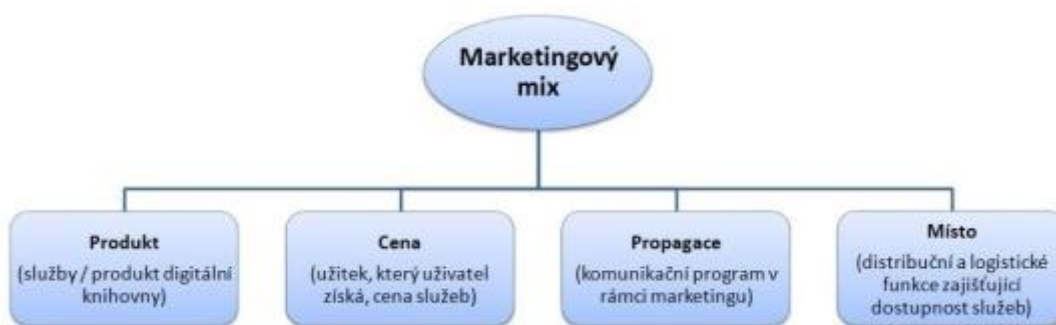 Marketingový
mix
Produkt
(služby / produkt digitální
knihovny)
Cena
(užitek, který uživatel
získá, cena služeb)
Propagace
(komunikační program v
rámci marketingu)
Místo
(distribuční a logistické
funkce zajišťující
dostupnost služeb)